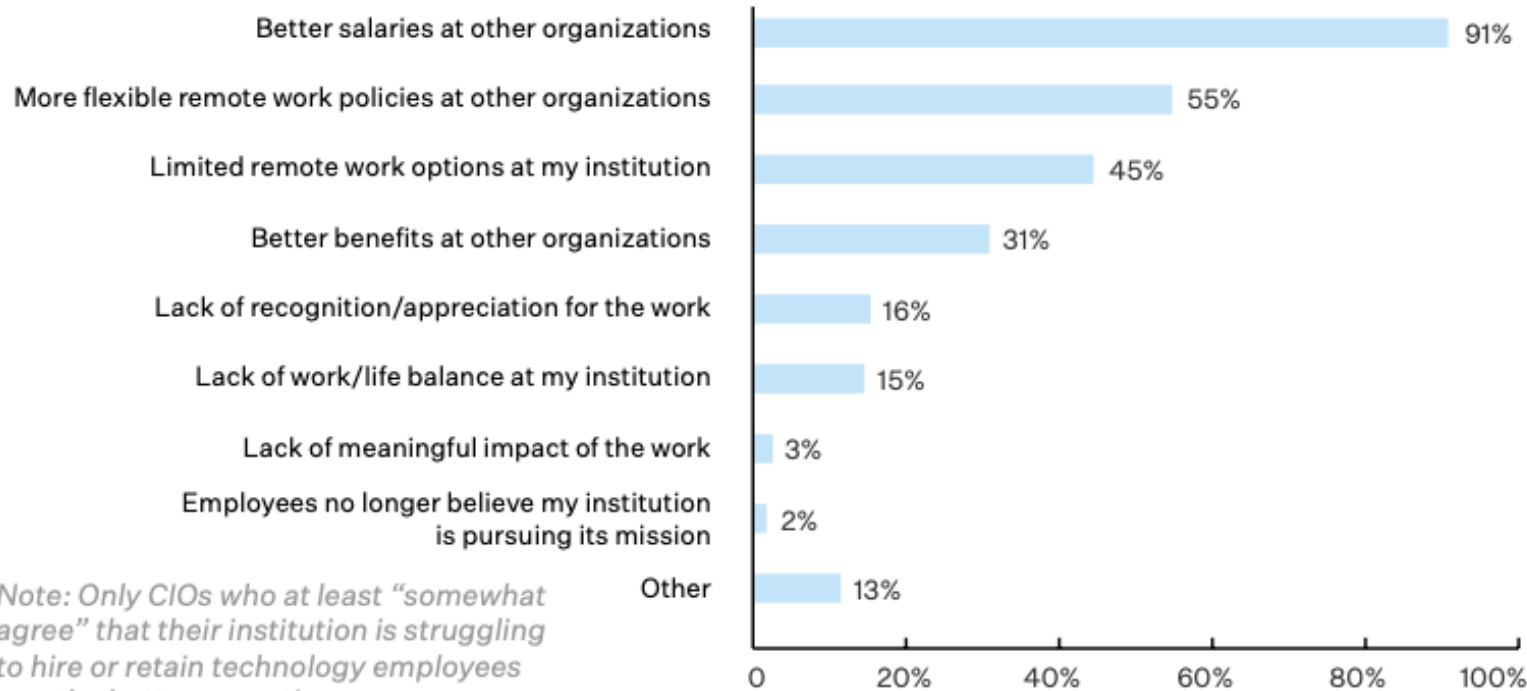 Better salaries at other organizations 91%
More flexible remote work policies at other organizations 55%
Limited remote work options at my institution 45%
Better benefits at other organizations 31%
Lack of recognition/appreciation for the work 16%
Lack of work/life balance at my institution 15%
Lack of meaningful impact of the work 3%
Employees no longer believe my institution
is pursuing its mission 2%
Other 13%
Note: Only CIOs who at least “somewhat
agree” that their institution is struggling
to hire or retain technology employees
0 20% 40% 60% 80% 100%